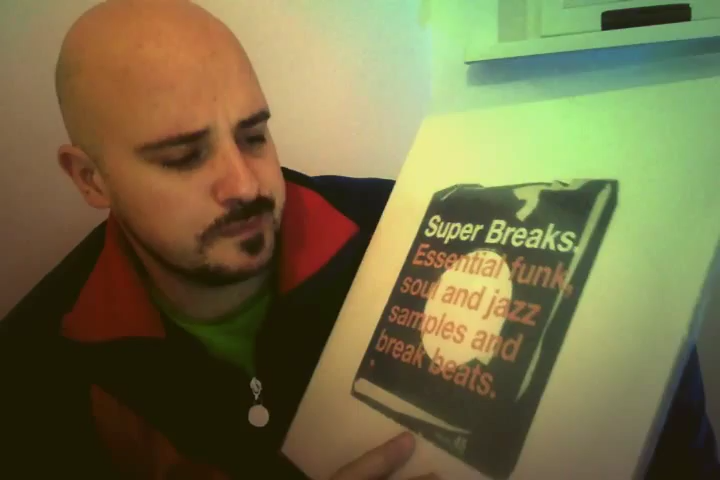 Super Breaks.
Essential funk,
soul and jazz
samples and
break beats.